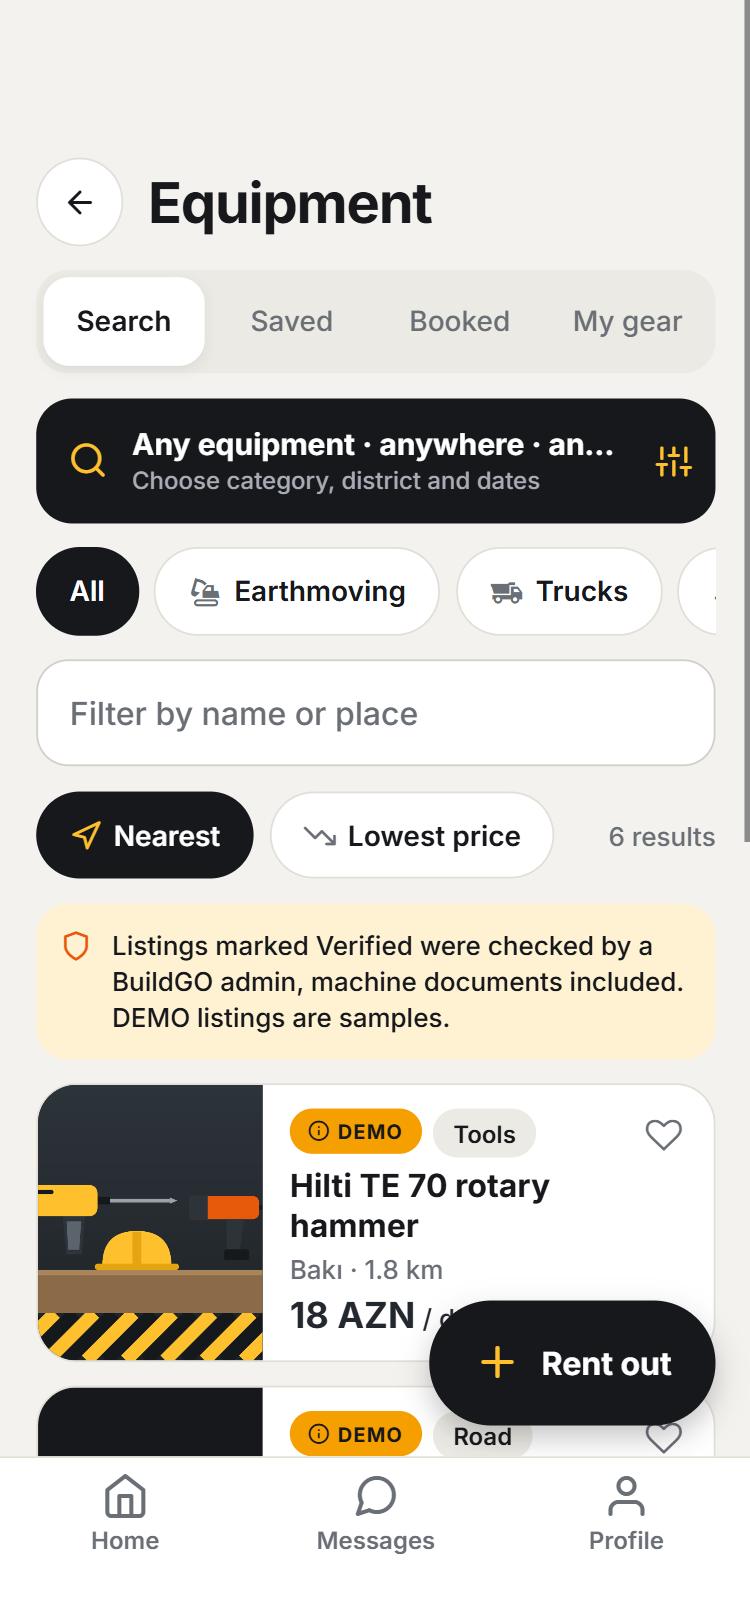 Equipment
Search Saved Booked My gear
Any equipment · anywhere · an...
Choose category, district and dates
All Earthmoving Trucks
Filter by name or place
Nearest Lowest price 6 results
Listings marked Verified were checked by a
BuildGO admin, machine documents included.
DEMO listings are samples.
DEMO Tools
Hilti TE 70 rotary
hammer
Bakı · 1.8 km
18 AZN /
Rent out
DEMO Road
Home Messages Profile